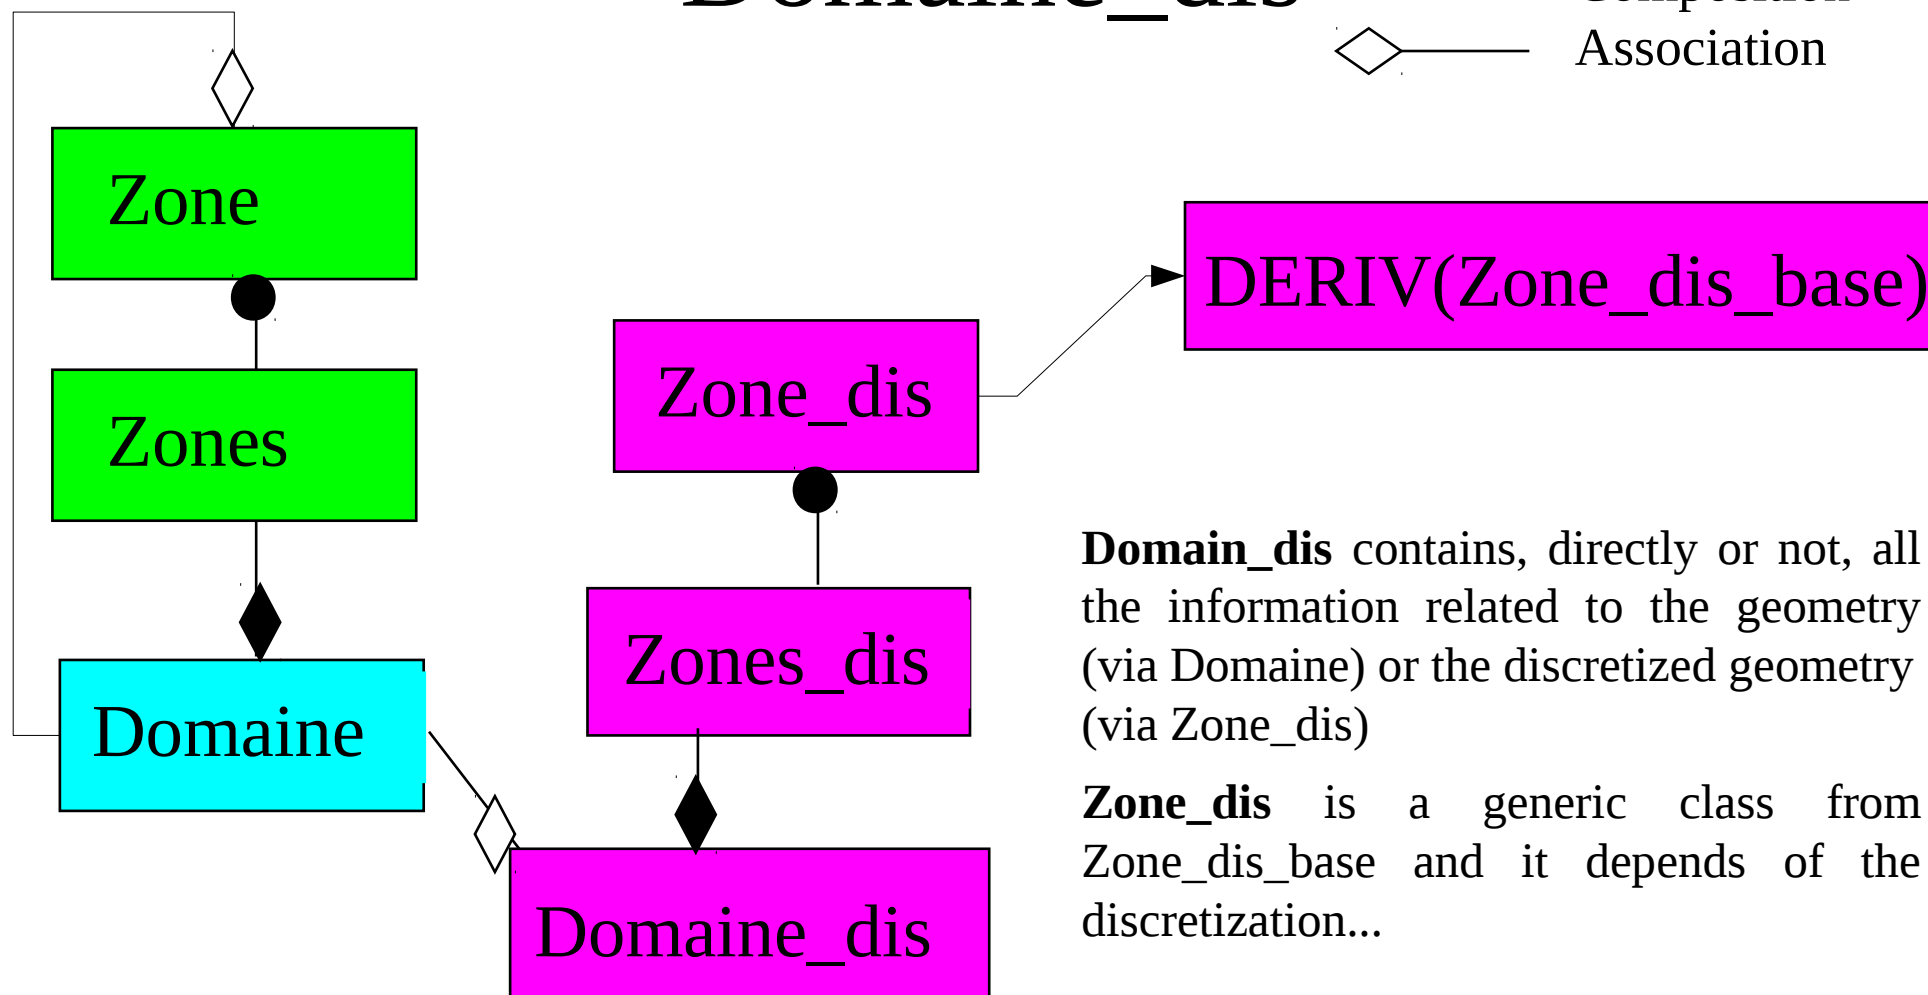 Domaine_dis
Composition
Association
Zone
DERIV(Zone_dis_base)
Zone_dis
Zones
Zones_dis
Domaine
Domaine_dis
Domain_dis contains, directly or not, all
the information related to the geometry
(via Domaine) or the discretized geometry
(via Zone_dis)
Zone_dis is a generic class from
Zone_dis_base and it depends of the
discretization...